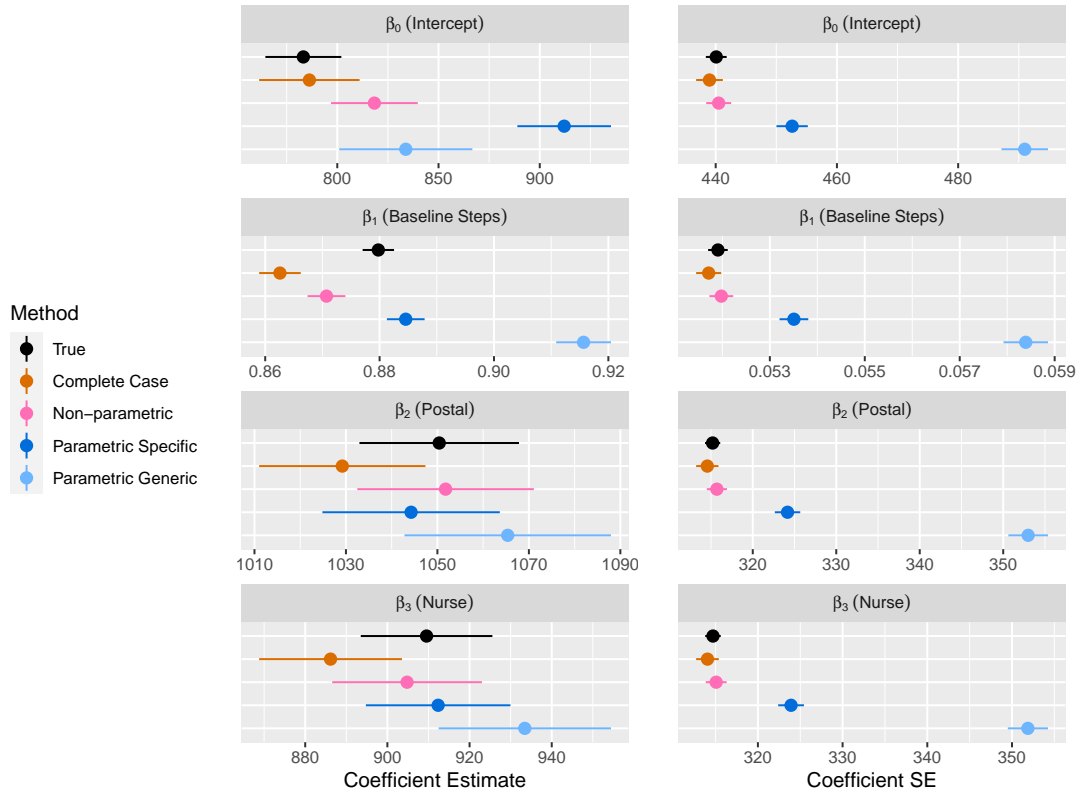 β₀ (Intercept)
β₀ (Intercept)
800 850 900
440 460 480
β₁ (Baseline Steps)
β₁ (Baseline Steps)
0.86 0.88 0.90 0.92
0.053 0.055 0.057 0.059
Method
True
Complete Case
Non−parametric
Parametric Specific
Parametric Generic
β₂ (Postal)
β₂ (Postal)
1010 1030 1050 1070 1090
320 330 340 350
β₃ (Nurse)
β₃ (Nurse)
880 900 920 940
320 330 340 350
Coefficient Estimate
Coefficient SE